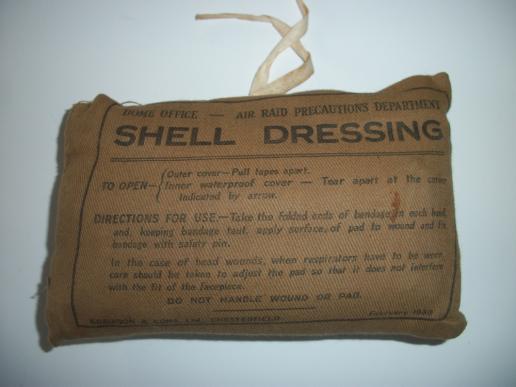 HOME OFFICE — AIR RAID PRECAUTIONS DEPARTMENT
SHELL DRESSING
Outer cover—Pull tapes apart.
TO OPEN— Inner waterproof cover — Tear apart at the corner
indicated by arrow.
DIRECTIONS FOR USE.—Take the folded ends of bandage in each hand
and, keeping bandage taut, apply surface of pad to wound and fix
bandage with safety pin.
In the case of head wounds, when respirators have to be worn,
care should be taken to adjust the pad so that it does not interfere
with the fit of the facepiece.
DO NOT HANDLE WOUND OR PAD.
ROBINSON & SONS LTD. CHESTERFIELD. February 1939